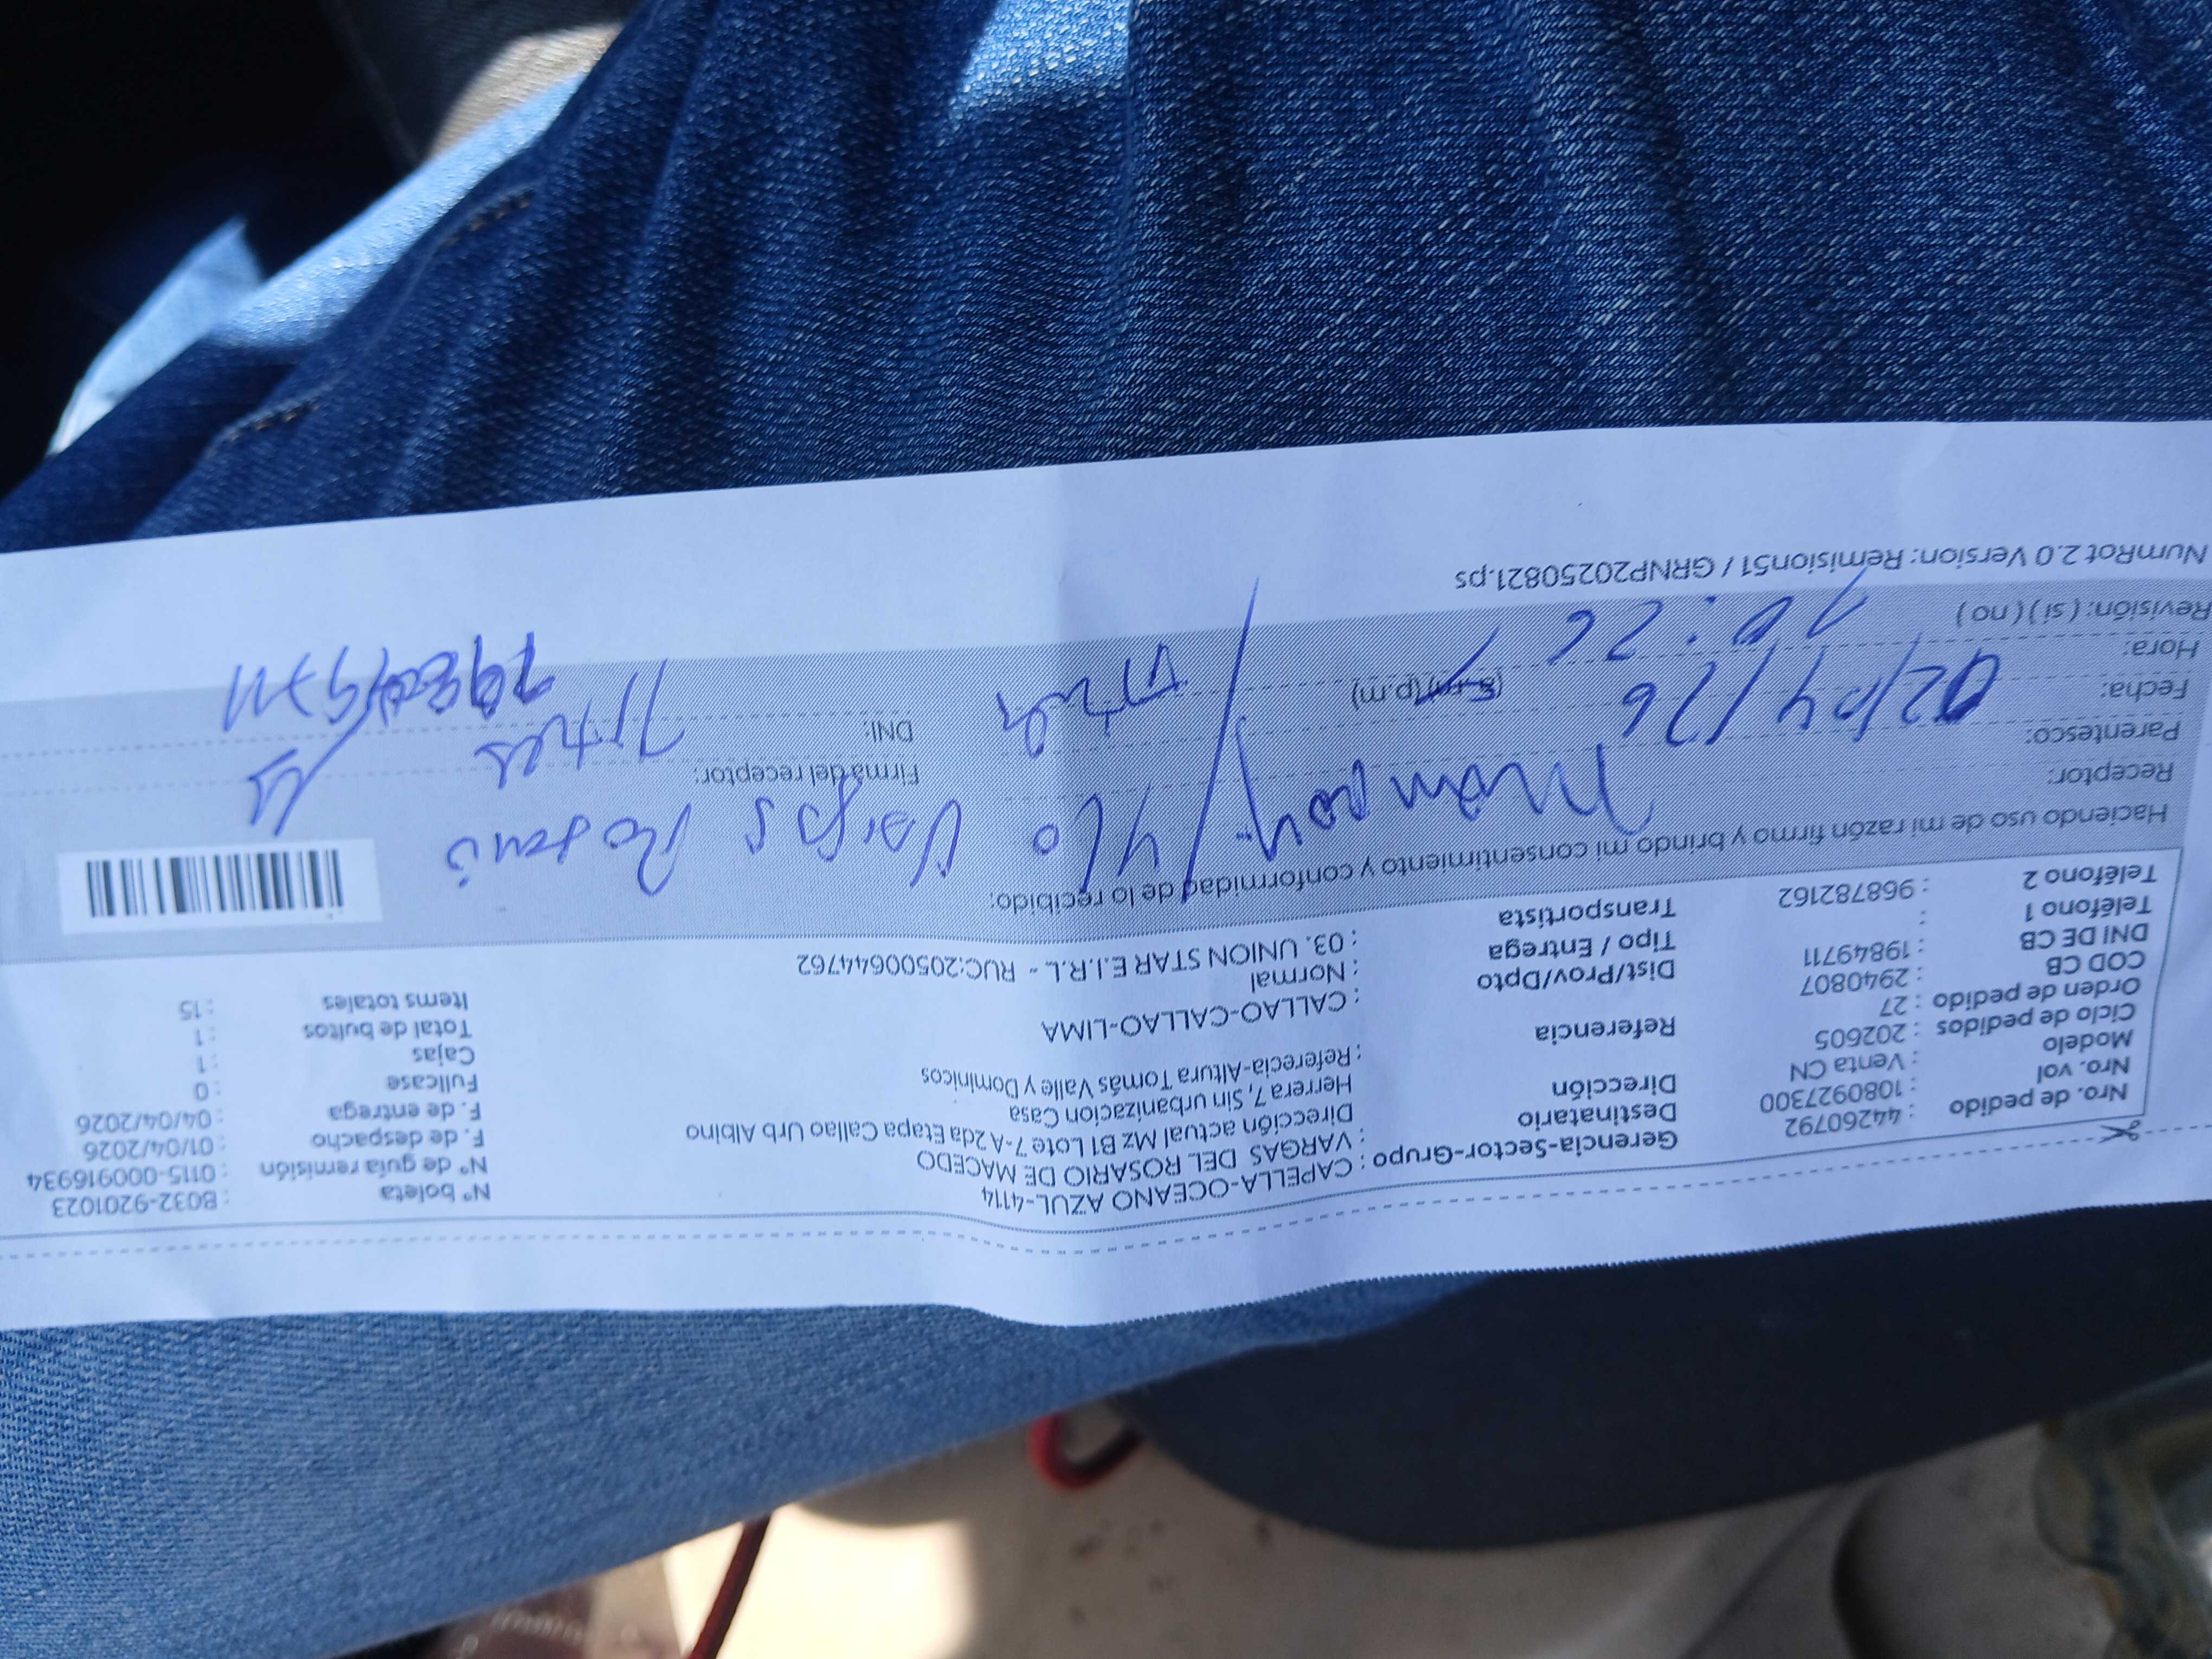 Nro. de pedido : 44260792
Nro. vol : 10809927300
Modelo : Venta CN
Ciclo de pedidos : 202605
Orden de pedido : 27
COD CB : 2940807
DNI DE CB : 19849711
Teléfono 1 :
Teléfono 2 : 968782162
Gerencia-Sector-Grupo : CAPELLA-OCEANO AZUL-4114
Destinatario : VARGAS DEL ROSARIO DE MACEDO
Dirección : Dirección actual Mz B1 Lote 7-A 2da Etapa Callao Urb Albino
Herrera 7, Sin urbanizacion Casa
Referencia : Referecia-Altura Tomás Valle y Dominicos
Dist/Prov/Dpto : CALLAO-CALLAO-LIMA
Tipo / Entrega : Normal
Transportista : 03. UNION STAR E.I.R.L. - RUC:20500644762
N° boleta : B032-9201023
N° de guía remisión : 0115-000916934
F. de despacho : 01/04/2026
F. de entrega : 04/04/2026
Fullcase : 0
Cajas : 1
Total de bultos : 1
Items totales : 15
Haciendo uso de mi razón firmo y brindo mi consentimiento y conformidad de lo recibido:
Receptor:
Parentesco:
Fecha: 02/04/26
Hora: 10:26 (a.m)(p.m)
Revisión: ( si ) ( no )
Firma del receptor:
DNI:
NumRot 2.0 Version: Remision51 / GRNP20250821.ps